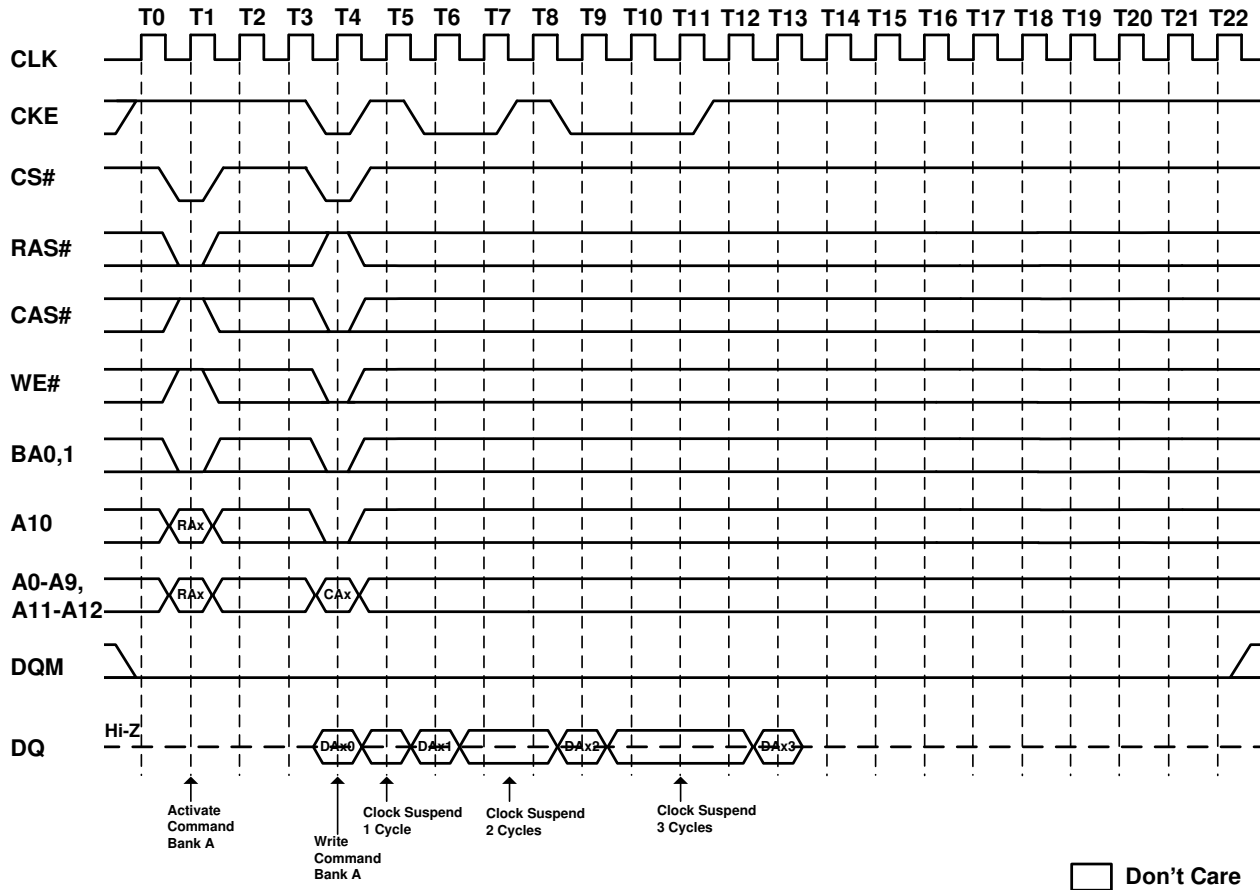 T0 T1 T2 T3 T4 T5 T6 T7 T8 T9 T10 T11 T12 T13 T14 T15 T16 T17 T18 T19 T20 T21 T22
CLK
CKE
CS#
RAS#
CAS#
WE#
BA0,1
A10
RAx
A0-A9,
A11-A12
RAx CAx
DQM
Hi-Z
DQ
DAx0 DAx1 DAx2 DAx3
Activate
Command
Bank A
Write
Command
Bank A
Clock Suspend
1 Cycle
Clock Suspend
2 Cycles
Clock Suspend
3 Cycles
Don't Care